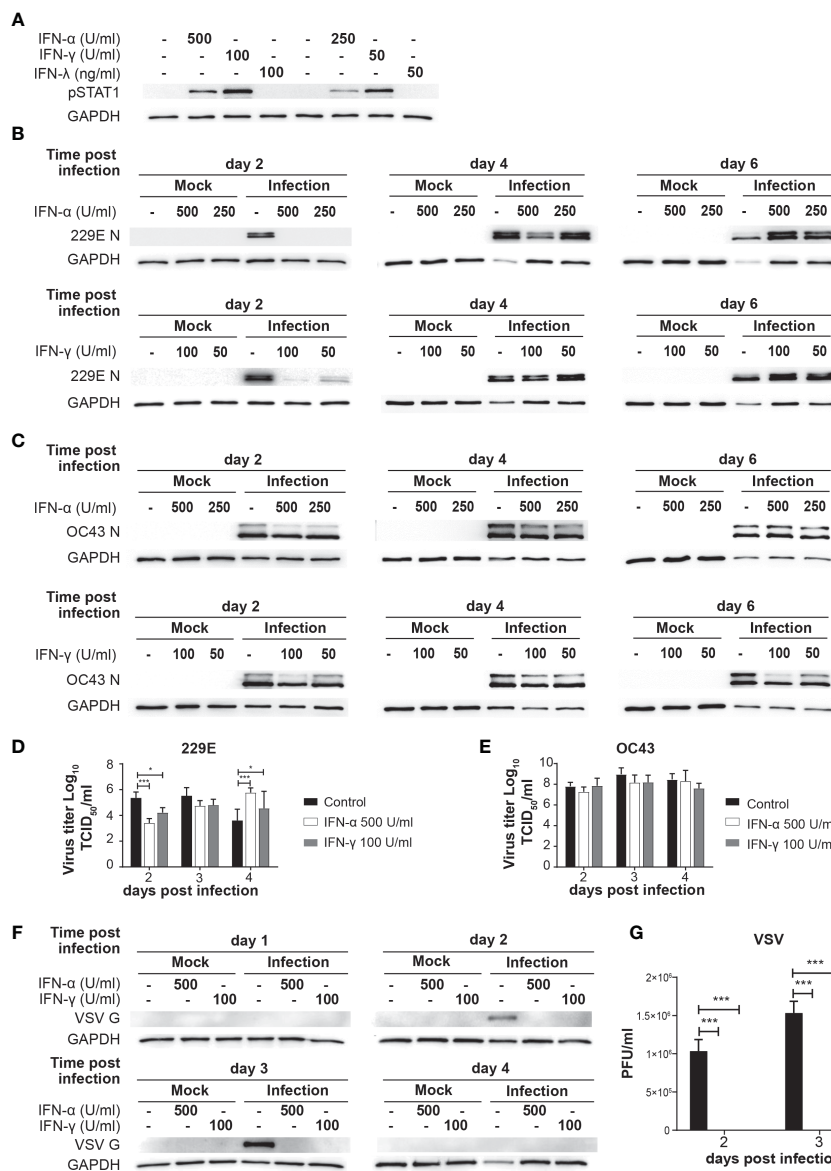 A
IFN-α (U/ml) - 500 - - - 250 - -
IFN-γ (U/ml) - - 100 - - - 50 -
IFN-λ (ng/ml) - - - 100 - - - 50
pSTAT1
GAPDH
B
Time post infection
day 2 day 4 day 6
Mock Infection Mock Infection Mock Infection
IFN-α (U/ml) - 500 250 - 500 250 - 500 250 - 500 250 - 500 250 - 500 250
229E N
GAPDH
Time post infection
day 2 day 4 day 6
Mock Infection Mock Infection Mock Infection
IFN-γ (U/ml) - 100 50 - 100 50 - 100 50 - 100 50 - 100 50 - 100 50
229E N
GAPDH
C
Time post infection
day 2 day 4 day 6
Mock Infection Mock Infection Mock Infection
IFN-α (U/ml) - 500 250 - 500 250 - 500 250 - 500 250 - 500 250 - 500 250
OC43 N
GAPDH
Time post infection
day 2 day 4 day 6
Mock Infection Mock Infection Mock Infection
IFN-γ (U/ml) - 100 50 - 100 50 - 100 50 - 100 50 - 100 50 - 100 50
OC43 N
GAPDH
D
229E
Virus titer Log10
TCID50/ml
8
6
4
2
0
*
***
*
***
2 3 4
days post infection
Control
IFN-α 500 U/ml
IFN-γ 100 U/ml
E
OC43
Virus titer Log10
TCID50/ml
10
8
6
4
2
0
2 3 4
days post infection
Control
IFN-α 500 U/m
IFN-γ 100 U/m
F
Time post infection
day 1 day 2
Mock Infection Mock Infection
IFN-α (U/ml) - 500 - - 500 - - 500 - - 500 -
IFN-γ (U/ml) - - 100 - - 100 - - 100 - - 100
VSV G
GAPDH
Time post infection
day 3 day 4
Mock Infection Mock Infection
IFN-α (U/ml) - 500 - - 500 - - 500 - - 500 -
IFN-γ (U/ml) - - 100 - - 100 - - 100 - - 100
VSV G
GAPDH
G
VSV
PFU/ml
1.5×10⁶
1×10⁶
0
***
***
***
***
2 3
days post infectio